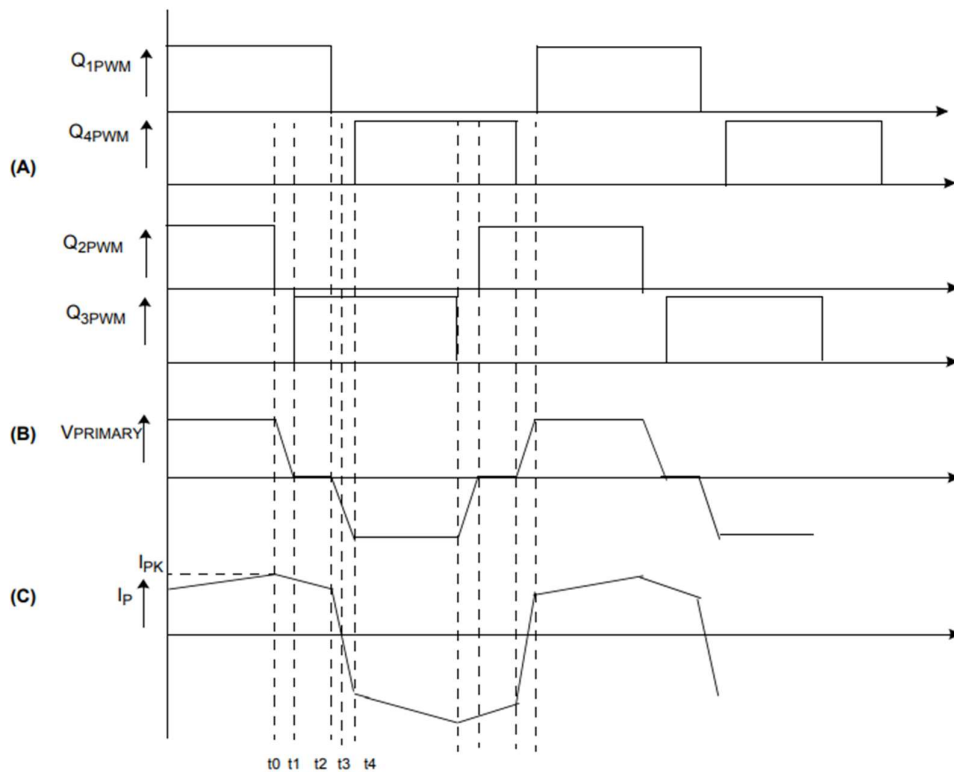 Q1PWM
Q4PWM
(A)
Q2PWM
Q3PWM
(B) VPRIMARY
IPK
(C) IP
t0 t1 t2 t3 t4